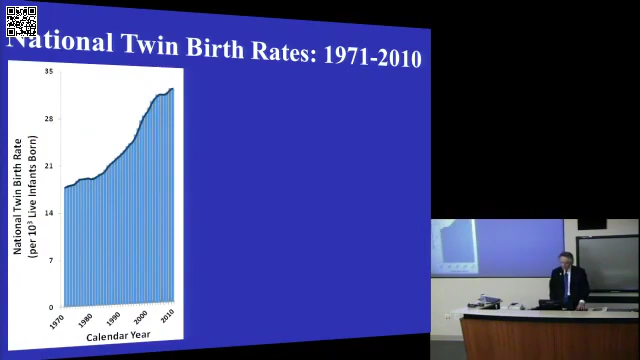 National Twin Birth Rates: 1971-2010
35
28
21
14
7
0
National Twin Birth Rate
(per 10³ Live Infants Born)
1970
1980
1990
2000
2010
Calendar Year